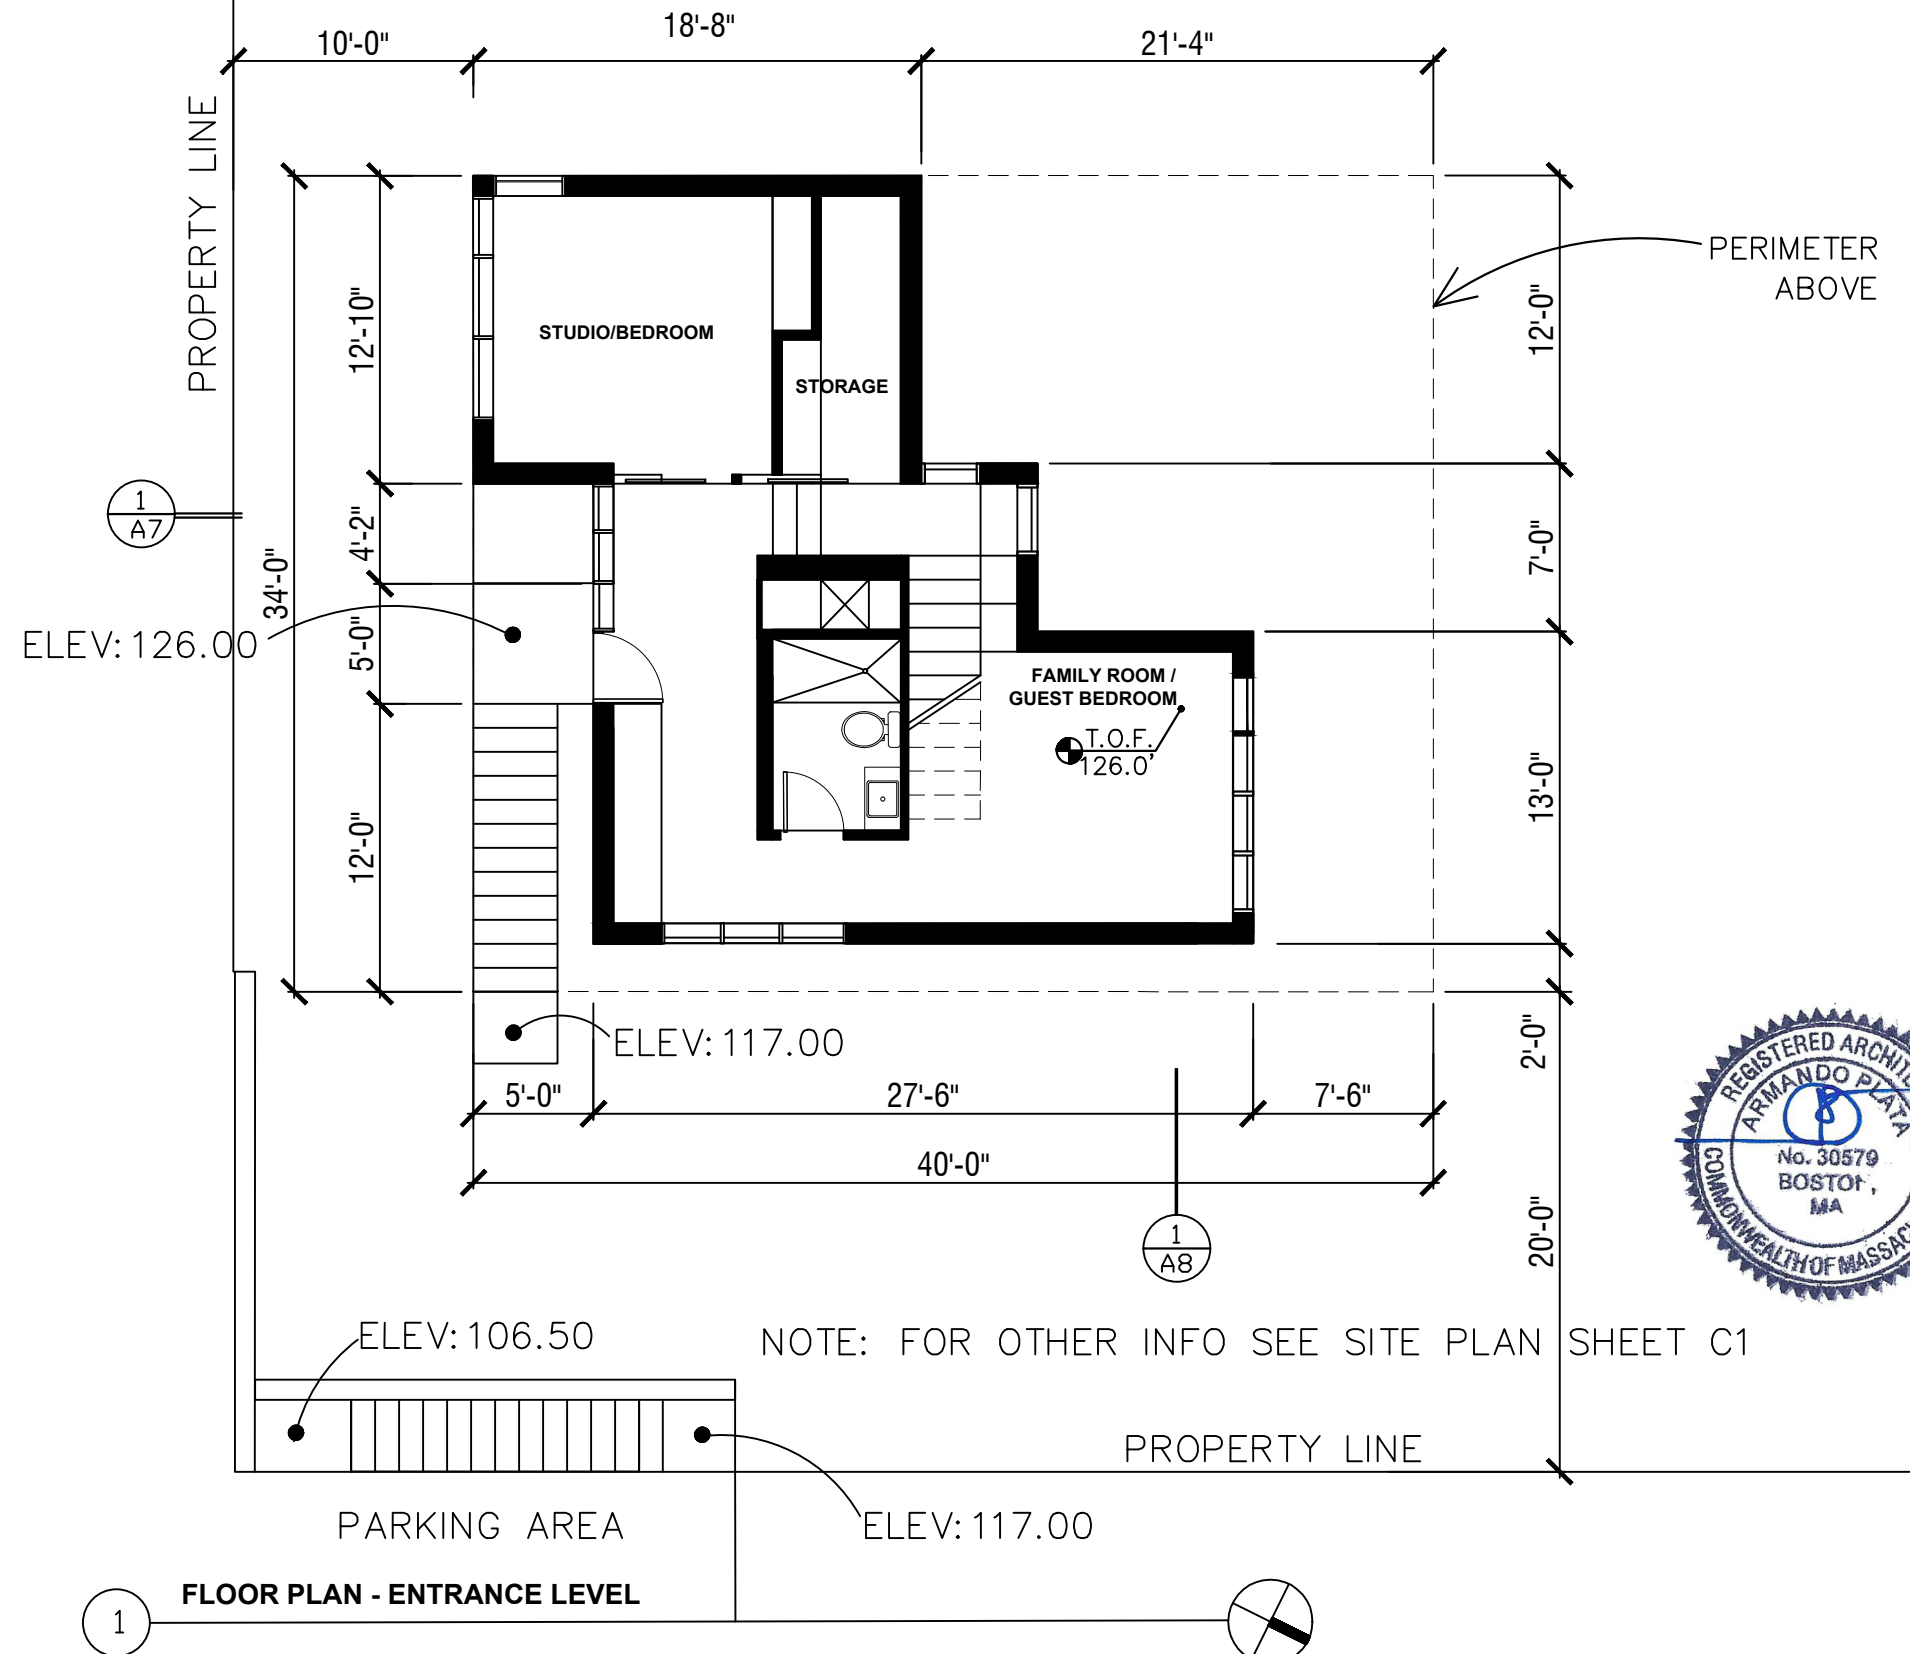 10'-0"
18'-8"
21'-4"
PROPERTY LINE
PERIMETER
ABOVE
12'-10"
12'-0"
STUDIO/BEDROOM
STORAGE
1
A7
4'-2"
7'-0"
34'-0"
ELEV: 126.00
5'-0"
FAMILY ROOM /
GUEST BEDROOM
T.O.F.
126.0'
13'-0"
12'-0"
ELEV: 117.00
2'-0"
5'-0"
27'-6"
7'-6"
40'-0"
REGISTERED
ARMANDO PLATA
No. 30579
BOSTON,
MA
COMMONWEALTH OF
20'-0"
1
A8
ELEV: 106.50
NOTE: FOR OTHER INFO SEE SITE PLAN SHEET C1
PROPERTY LINE
PARKING AREA
ELEV: 117.00
FLOOR PLAN - ENTRANCE LEVEL
1